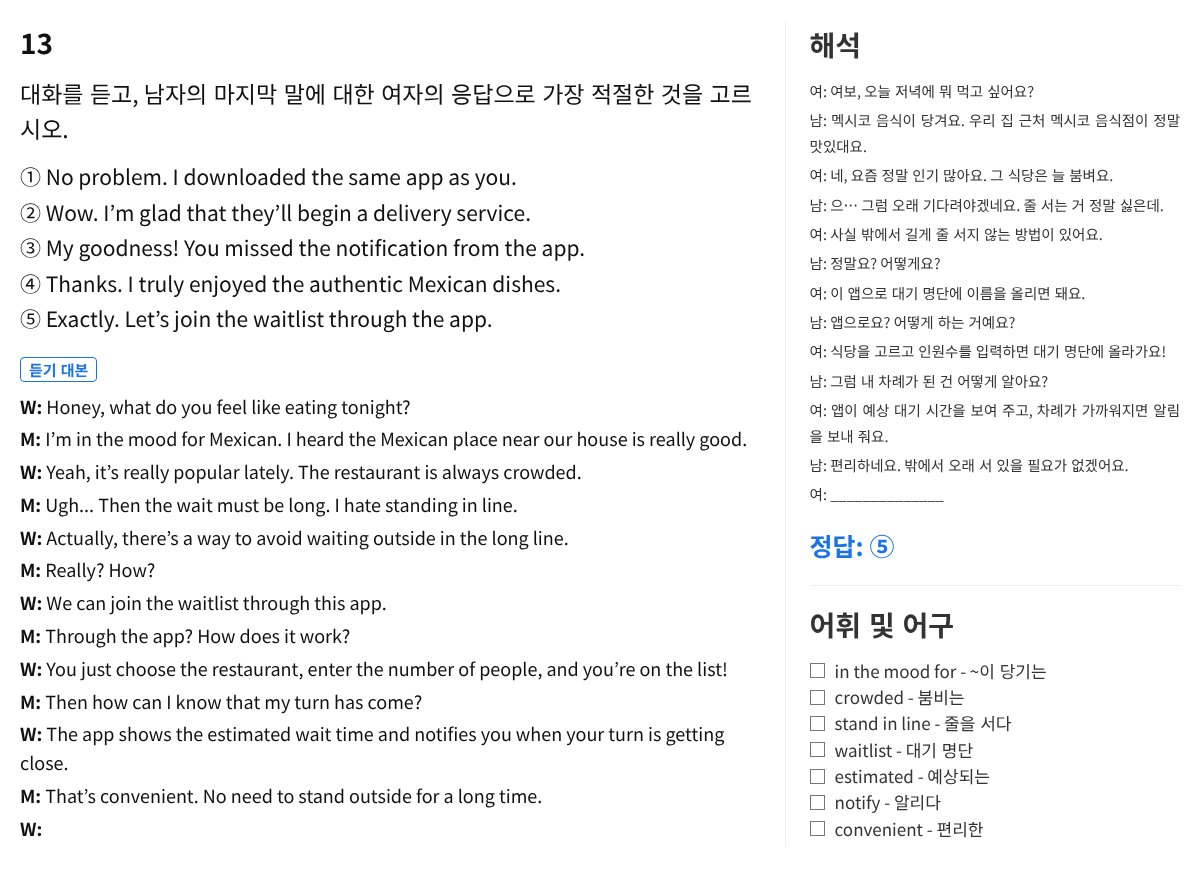 13
대화를 듣고, 남자의 마지막 말에 대한 여자의 응답으로 가장 적절한 것을 고르
시오.
① No problem. I downloaded the same app as you.
② Wow. I’m glad that they’ll begin a delivery service.
③ My goodness! You missed the notification from the app.
④ Thanks. I truly enjoyed the authentic Mexican dishes.
⑤ Exactly. Let’s join the waitlist through the app.
듣기 대본
W: Honey, what do you feel like eating tonight?
M: I’m in the mood for Mexican. I heard the Mexican place near our house is really good.
W: Yeah, it’s really popular lately. The restaurant is always crowded.
M: Ugh... Then the wait must be long. I hate standing in line.
W: Actually, there’s a way to avoid waiting outside in the long line.
M: Really? How?
W: We can join the waitlist through this app.
M: Through the app? How does it work?
W: You just choose the restaurant, enter the number of people, and you’re on the list!
M: Then how can I know that my turn has come?
W: The app shows the estimated wait time and notifies you when your turn is getting
close.
M: That’s convenient. No need to stand outside for a long time.
W:
해석
여: 여보, 오늘 저녁에 뭐 먹고 싶어요?
남: 멕시코 음식이 당겨요. 우리 집 근처 멕시코 음식점이 정말
맛있대요.
여: 네, 요즘 정말 인기 많아요. 그 식당은 늘 붐벼요.
남: 으… 그럼 오래 기다려야겠네요. 줄 서는 거 정말 싫은데.
여: 사실 밖에서 길게 줄 서지 않는 방법이 있어요.
남: 정말요? 어떻게요?
여: 이 앱으로 대기 명단에 이름을 올리면 돼요.
남: 앱으로요? 어떻게 하는 거예요?
여: 식당을 고르고 인원수를 입력하면 대기 명단에 올라가요!
남: 그럼 내 차례가 된 건 어떻게 알아요?
여: 앱이 예상 대기 시간을 보여 주고, 차례가 가까워지면 알림
을 보내 줘요.
남: 편리하네요. 밖에서 오래 서 있을 필요가 없겠어요.
여: ______________
정답: ⑤
어휘 및 어구
☐ in the mood for - ~이 당기는
☐ crowded - 붐비는
☐ stand in line - 줄을 서다
☐ waitlist - 대기 명단
☐ estimated - 예상되는
☐ notify - 알리다
☐ convenient - 편리한